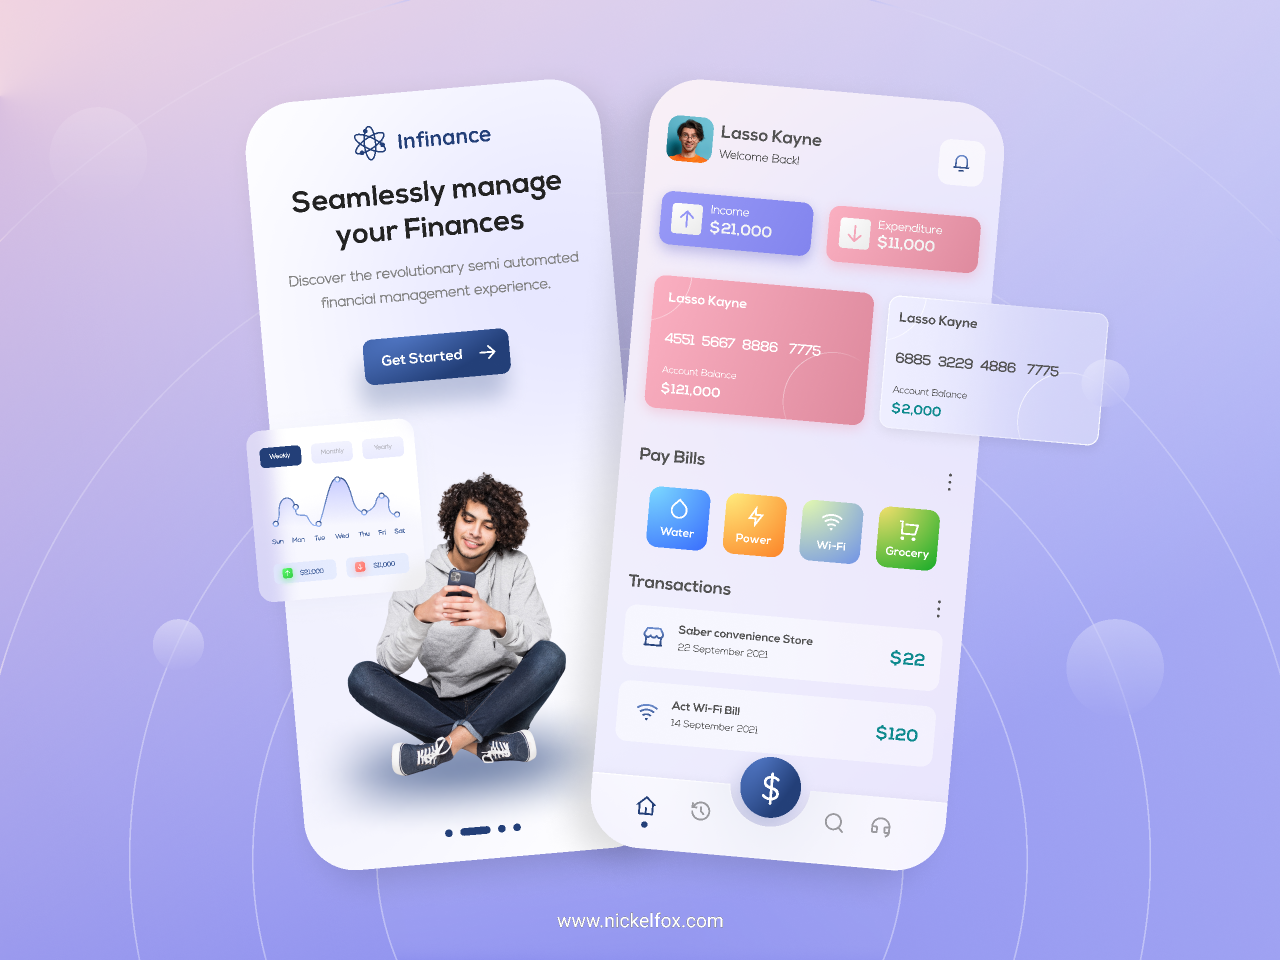 Infinance
Seamlessly manage
your Finances
Discover the revolutionary semi automated
financial management experience.
Get Started
Weekly Monthly Yearly
Sun Mon Tue Wed Thu Fri Sat
$11,000
Lasso Kayne
Welcome Back!
Income
$21,000
Expenditure
$11,000
Lasso Kayne
4551 5667 8886 7775
Account Balance
$121,000
Lasso Kayne
6885 3229 4886 7775
Account Balance
$2,000
Pay Bills
Water
Power
Wi-Fi
Grocery
Transactions
Saber convenience Store
22 September 2021
$22
Act Wi-Fi Bill
14 September 2021
$120
$
www.nickelfox.com